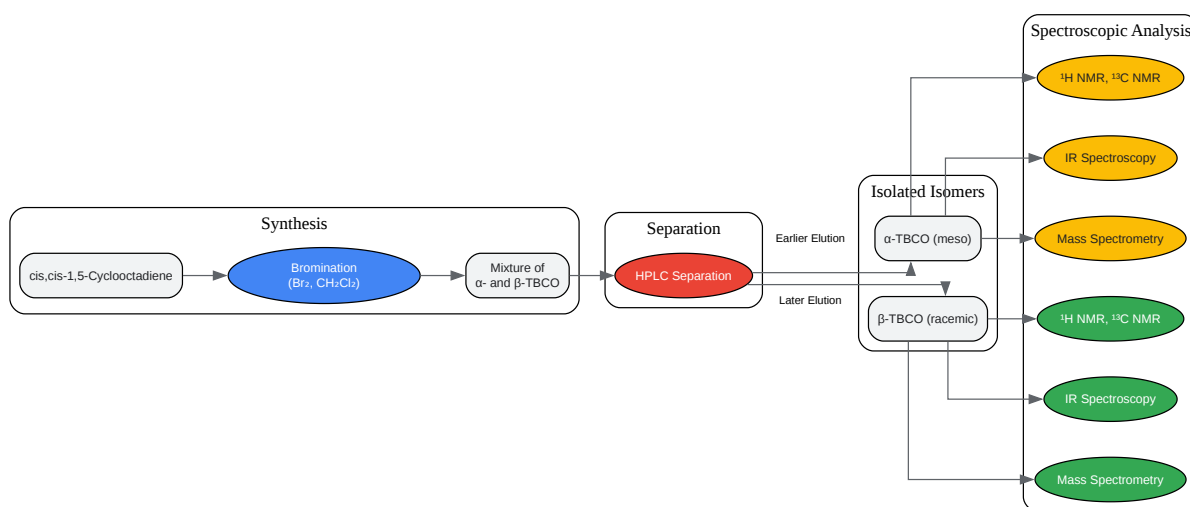 Synthesis
cis,cis-1,5-Cyclooctadiene
Bromination
(Br₂, CH₂Cl₂)
Mixture of
α- and β-TBCO
Separation
HPLC Separation
Earlier Elution
Later Elution
Isolated Isomers
α-TBCO (meso)
β-TBCO (racemic)
Spectroscopic Analysis
¹H NMR, ¹³C NMR
IR Spectroscopy
Mass Spectrometry
¹H NMR, ¹³C NMR
IR Spectroscopy
Mass Spectrometry